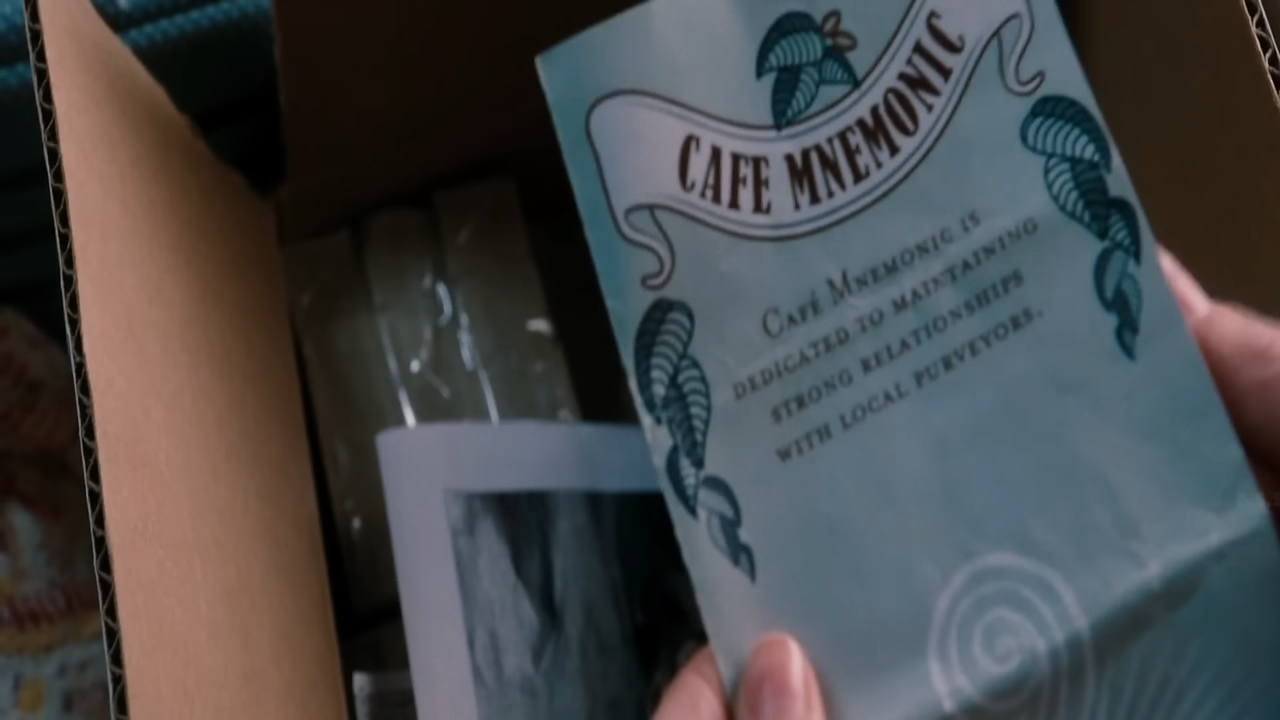 CAFE MNEMONIC
CAFÉ MNEMONIC IS
DEDICATED TO MAINTAINING
STRONG RELATIONSHIPS
WITH LOCAL PURVEYORS.